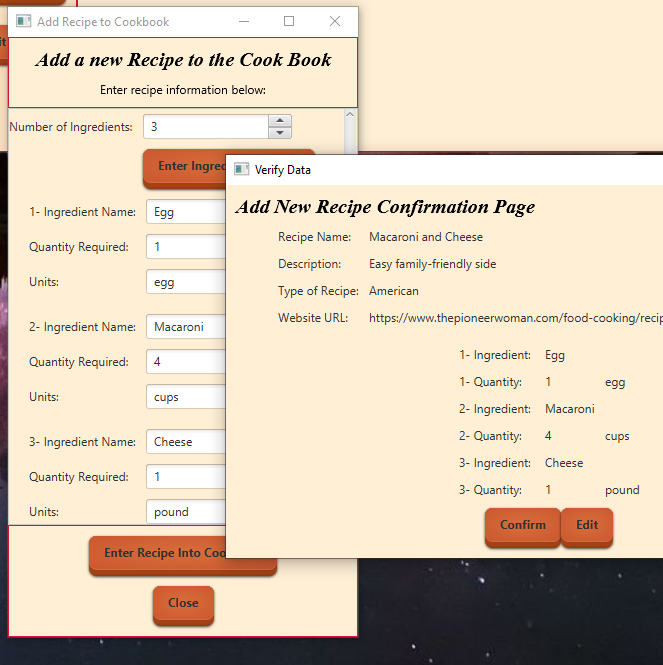 Add Recipe to Cookbook
Add a new Recipe to the Cook Book
Enter recipe information below:
Number of Ingredients: 3
Enter Ingre
1- Ingredient Name: Egg
Quantity Required: 1
Units: egg
2- Ingredient Name: Macaroni
Quantity Required: 4
Units: cups
3- Ingredient Name: Cheese
Quantity Required: 1
Units: pound
Enter Recipe Into Coo
Close
Verify Data
Add New Recipe Confirmation Page
Recipe Name: Macaroni and Cheese
Description: Easy family-friendly side
Type of Recipe: American
Website URL: https://www.thepioneerwoman.com/food-cooking/recip
1- Ingredient: Egg
1- Quantity: 1 egg
2- Ingredient: Macaroni
2- Quantity: 4 cups
3- Ingredient: Cheese
3- Quantity: 1 pound
Confirm Edit